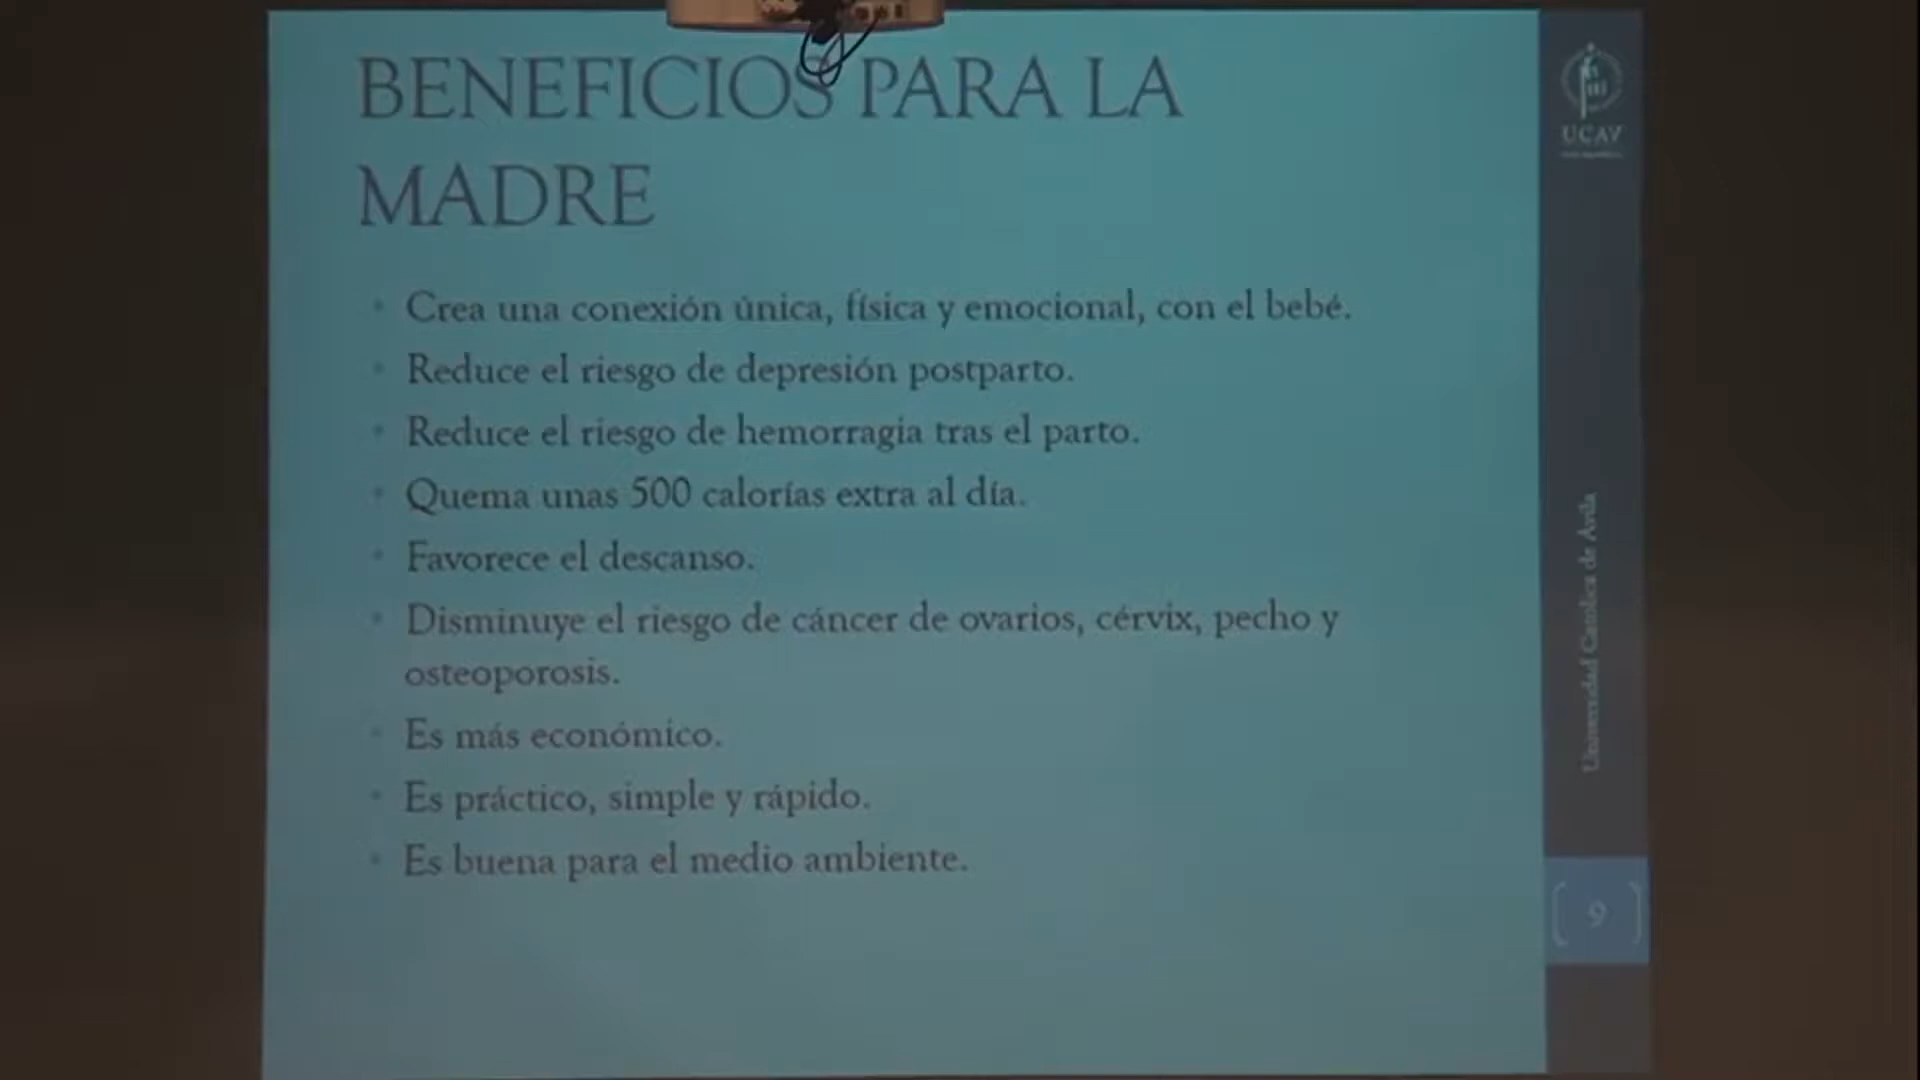 BENEFICIOS PARA LA
MADRE
Crea una conexión única, física y emocional, con el bebé.
Reduce el riesgo de depresión postparto.
Reduce el riesgo de hemorragia tras el parto.
Quema unas 500 calorías extra al día.
Favorece el descanso.
Disminuye el riesgo de cáncer de ovarios, cérvix, pecho y
osteoporosis.
Es más económico.
Es práctico, simple y rápido.
Es buena para el medio ambiente.
UCAV
Universidad Católica de Ávila
9